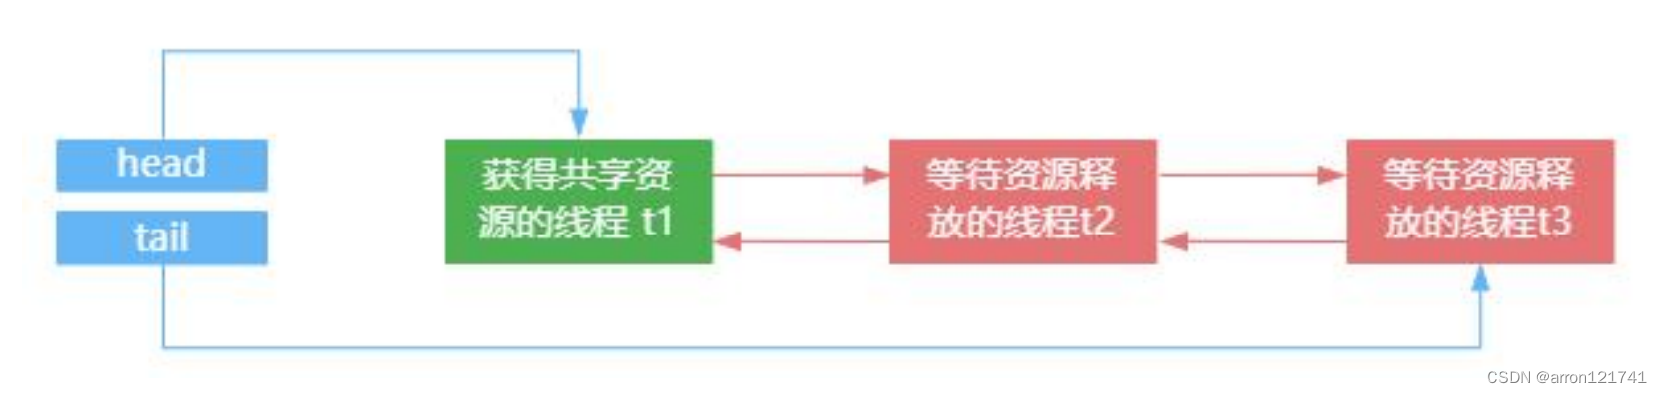 head
tail
获得共享资
源的线程 t1
等待资源释
放的线程t2
等待资源释
放的线程t3
CSDN @arron121741